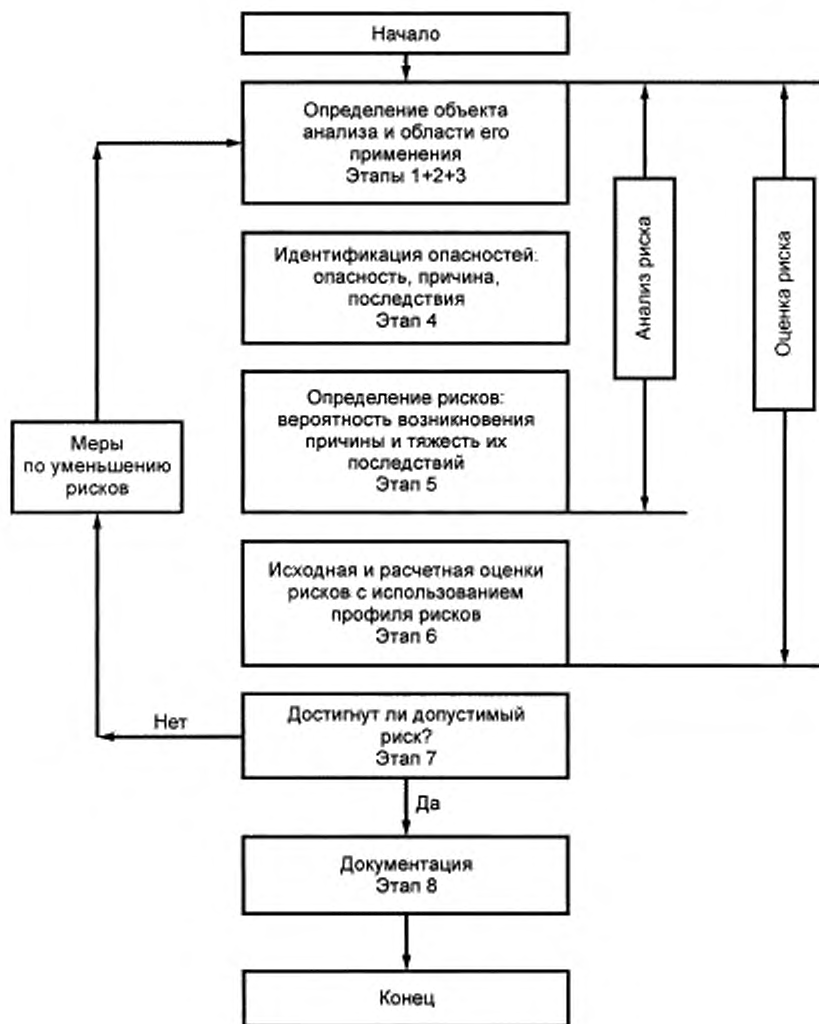 Начало
Определение объекта
анализа и области его
применения
Этапы 1+2+3
Идентификация опасностей:
опасность, причина,
последствия
Этап 4
Определение рисков:
вероятность возникновения
причины и тяжесть их
последствий
Этап 5
Исходная и расчетная оценки
рисков с использованием
профиля рисков
Этап 6
Достигнут ли допустимый
риск?
Этап 7
Нет
Да
Меры
по уменьшению
рисков
Документация
Этап 8
Конец
Анализ риска
Оценка риска